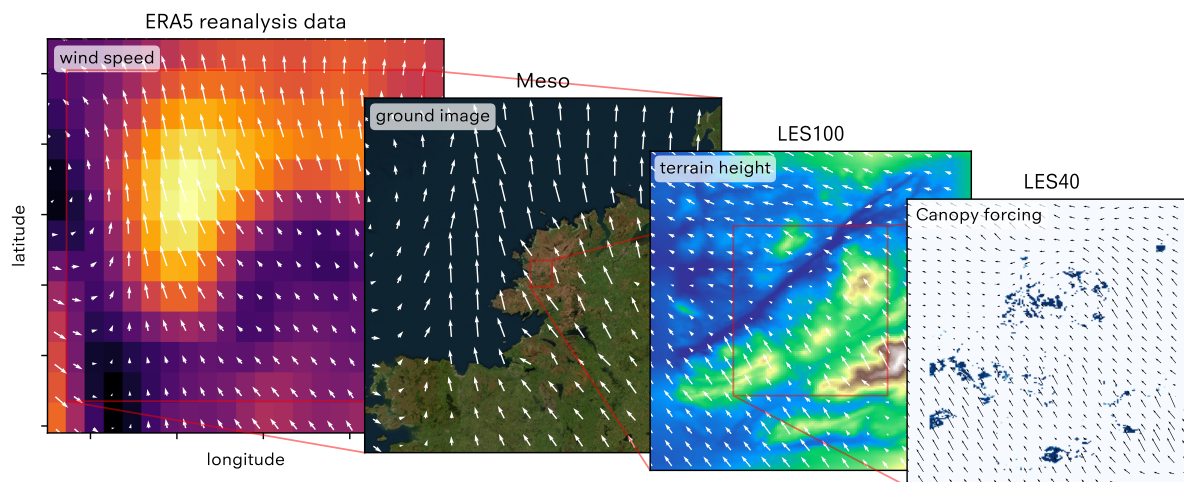 ERA5 reanalysis data
wind speed
Meso
ground image
LES100
terrain height
LES40
Canopy forcing
latitude
longitude